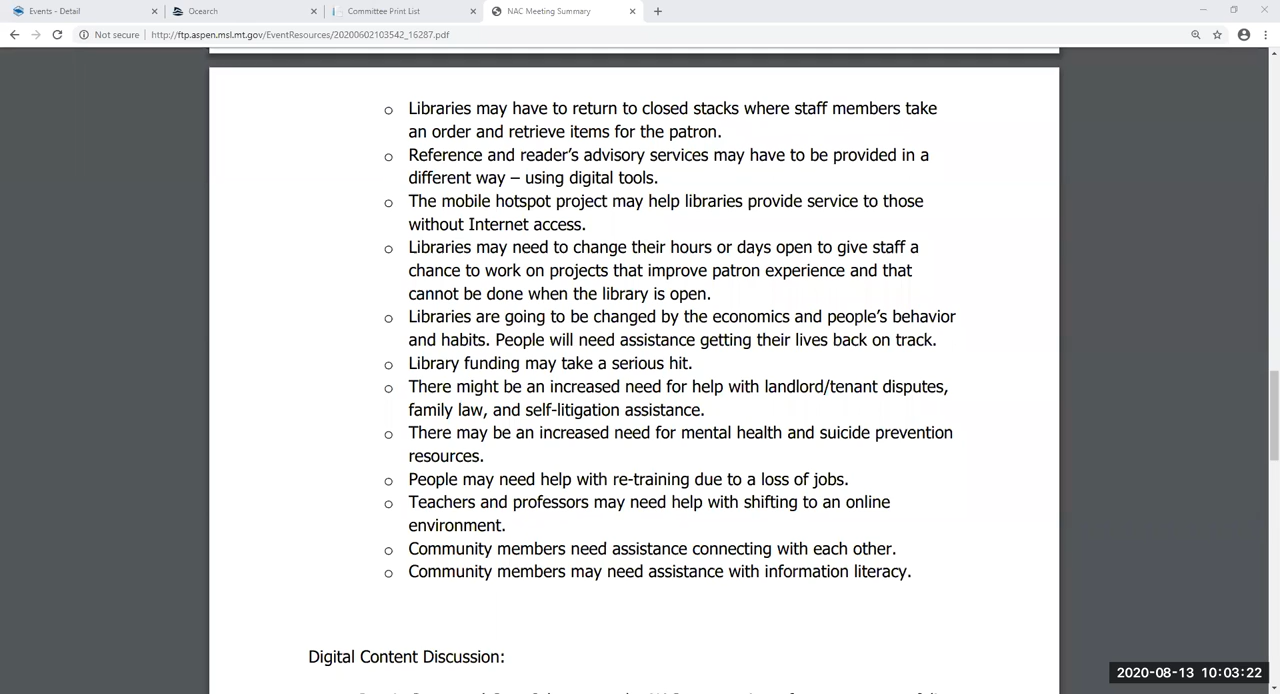 Events - Detail
Ocearch
Committee Print List
NAC Meeting Summary
Not secure | http://ftp.aspen.msl.mt.gov/EventResources/20200602103542_16287.pdf
Libraries may have to return to closed stacks where staff members take
an order and retrieve items for the patron.
Reference and reader's advisory services may have to be provided in a
different way – using digital tools.
The mobile hotspot project may help libraries provide service to those
without Internet access.
Libraries may need to change their hours or days open to give staff a
chance to work on projects that improve patron experience and that
cannot be done when the library is open.
Libraries are going to be changed by the economics and people's behavior
and habits. People will need assistance getting their lives back on track.
Library funding may take a serious hit.
There might be an increased need for help with landlord/tenant disputes,
family law, and self-litigation assistance.
There may be an increased need for mental health and suicide prevention
resources.
People may need help with re-training due to a loss of jobs.
Teachers and professors may need help with shifting to an online
environment.
Community members need assistance connecting with each other.
Community members may need assistance with information literacy.
Digital Content Discussion:
2020-08-13 10:03:22